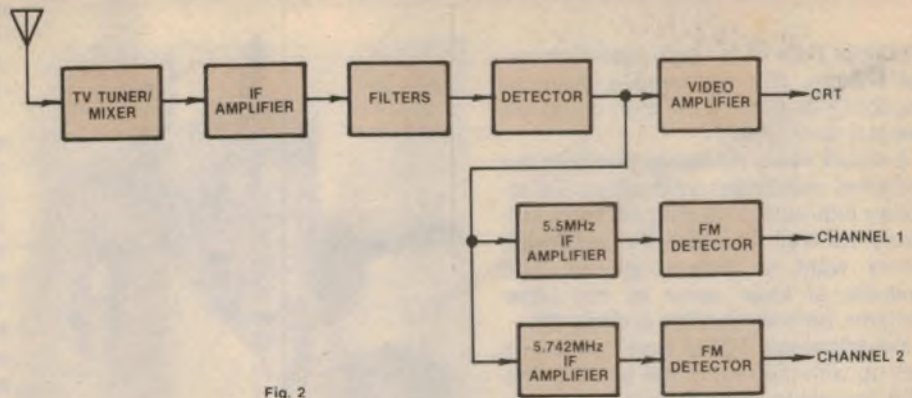 TV TUNER/
MIXER
IF
AMPLIFIER
FILTERS
DETECTOR
VIDEO
AMPLIFIER
CRT
5.5MHz
IF
AMPLIFIER
FM
DETECTOR
CHANNEL 1
5.742MHz
IF
AMPLIFIER
FM
DETECTOR
CHANNEL 2
Fig. 2